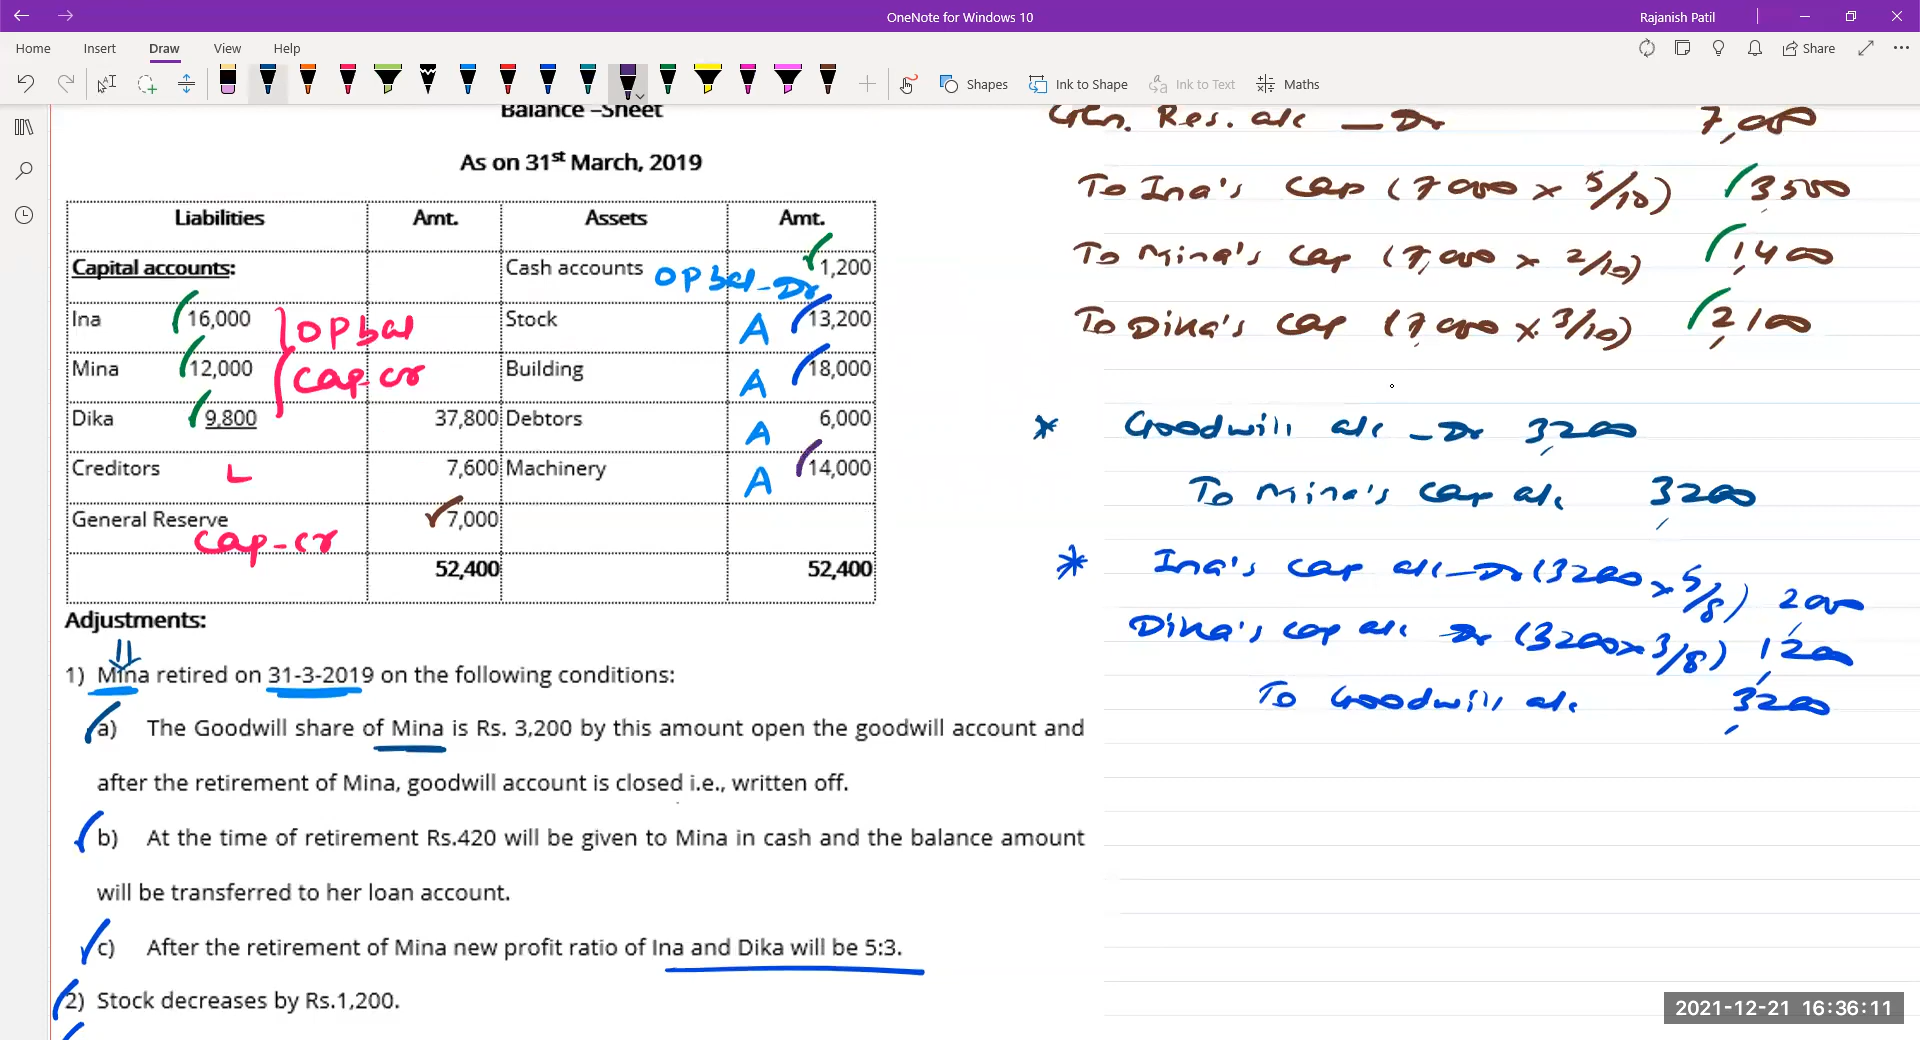 OneNote for Windows 10
Rajanish Patil
Home Insert Draw View Help
Share
Shapes Ink to Shape Ink to Text Maths
Balance –Sheet
As on 31st March, 2019
Liabilities Amt. Assets Amt.
Capital accounts: Cash accounts op bal - Dr 1,200
Ina 16,000 Stock A 13,200
op bal
Mina 12,000 Building A 18,000
cap-cr
Dika 9,800 37,800 Debtors A 6,000
Creditors L 7,600 Machinery A 14,000
General Reserve 7,000
cap-cr
52,400 52,400
Adjustments:
1) Mina retired on 31-3-2019 on the following conditions:
a) The Goodwill share of Mina is Rs. 3,200 by this amount open the goodwill account and
after the retirement of Mina, goodwill account is closed i.e., written off.
b) At the time of retirement Rs.420 will be given to Mina in cash and the balance amount
will be transferred to her loan account.
c) After the retirement of Mina new profit ratio of Ina and Dika will be 5:3.
2) Stock decreases by Rs.1,200.
Gen. Res. a/c - Dr 7,000
To Ina's cap (7000 x 5/10) 3500
To Mina's cap (7,000 x 2/10) 1400
To Dika's cap (7,000 x 3/10) 2100
* Goodwill a/c - Dr 3200
To Mina's cap a/c 3200
* Ina's cap a/c - Dr (3200 x 5/8) 2000
Dika's cap a/c Dr (3200 x 3/8) 1200
To Goodwill a/c 3200
2021-12-21 16:36:11